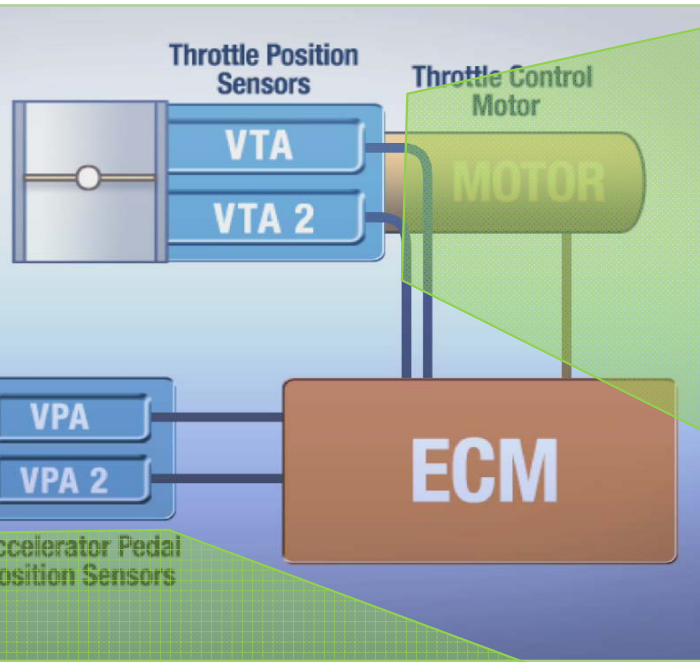 Throttle Position
Sensors
Throttle Control
Motor
VTA
MOTOR
VTA 2
VPA
ECM
VPA 2
ccelerator Pedal
osition Sensors